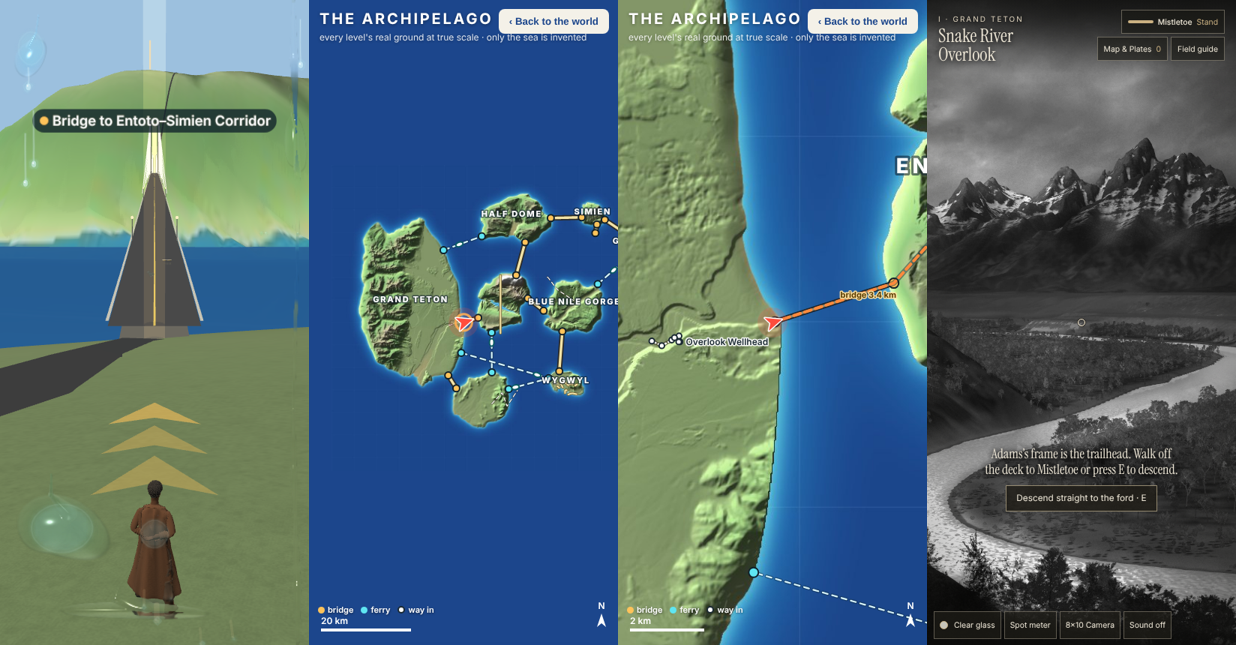 Bridge to Entoto–Simien Corridor
THE ARCHIPELAGO
‹ Back to the world
every level's real ground at true scale · only the sea is invented
HALF DOME
SIMIEN
G
GRAND TETON
BLUE NILE GORGE
WYGWYL
bridge
ferry
way in
20 km
N
THE ARCHIPELAGO
‹ Back to the world
every level's real ground at true scale · only the sea is invented
EN
bridge 3.4 km
Overlook Wellhead
bridge
ferry
way in
2 km
N
I · GRAND TETON
Snake River
Overlook
Mistletoe Stand
Map & Plates 0
Field guide
Adams's frame is the trailhead. Walk off
the deck to Mistletoe or press E to descend.
Descend straight to the ford · E
Clear glass
Spot meter
8×10 Camera
Sound off